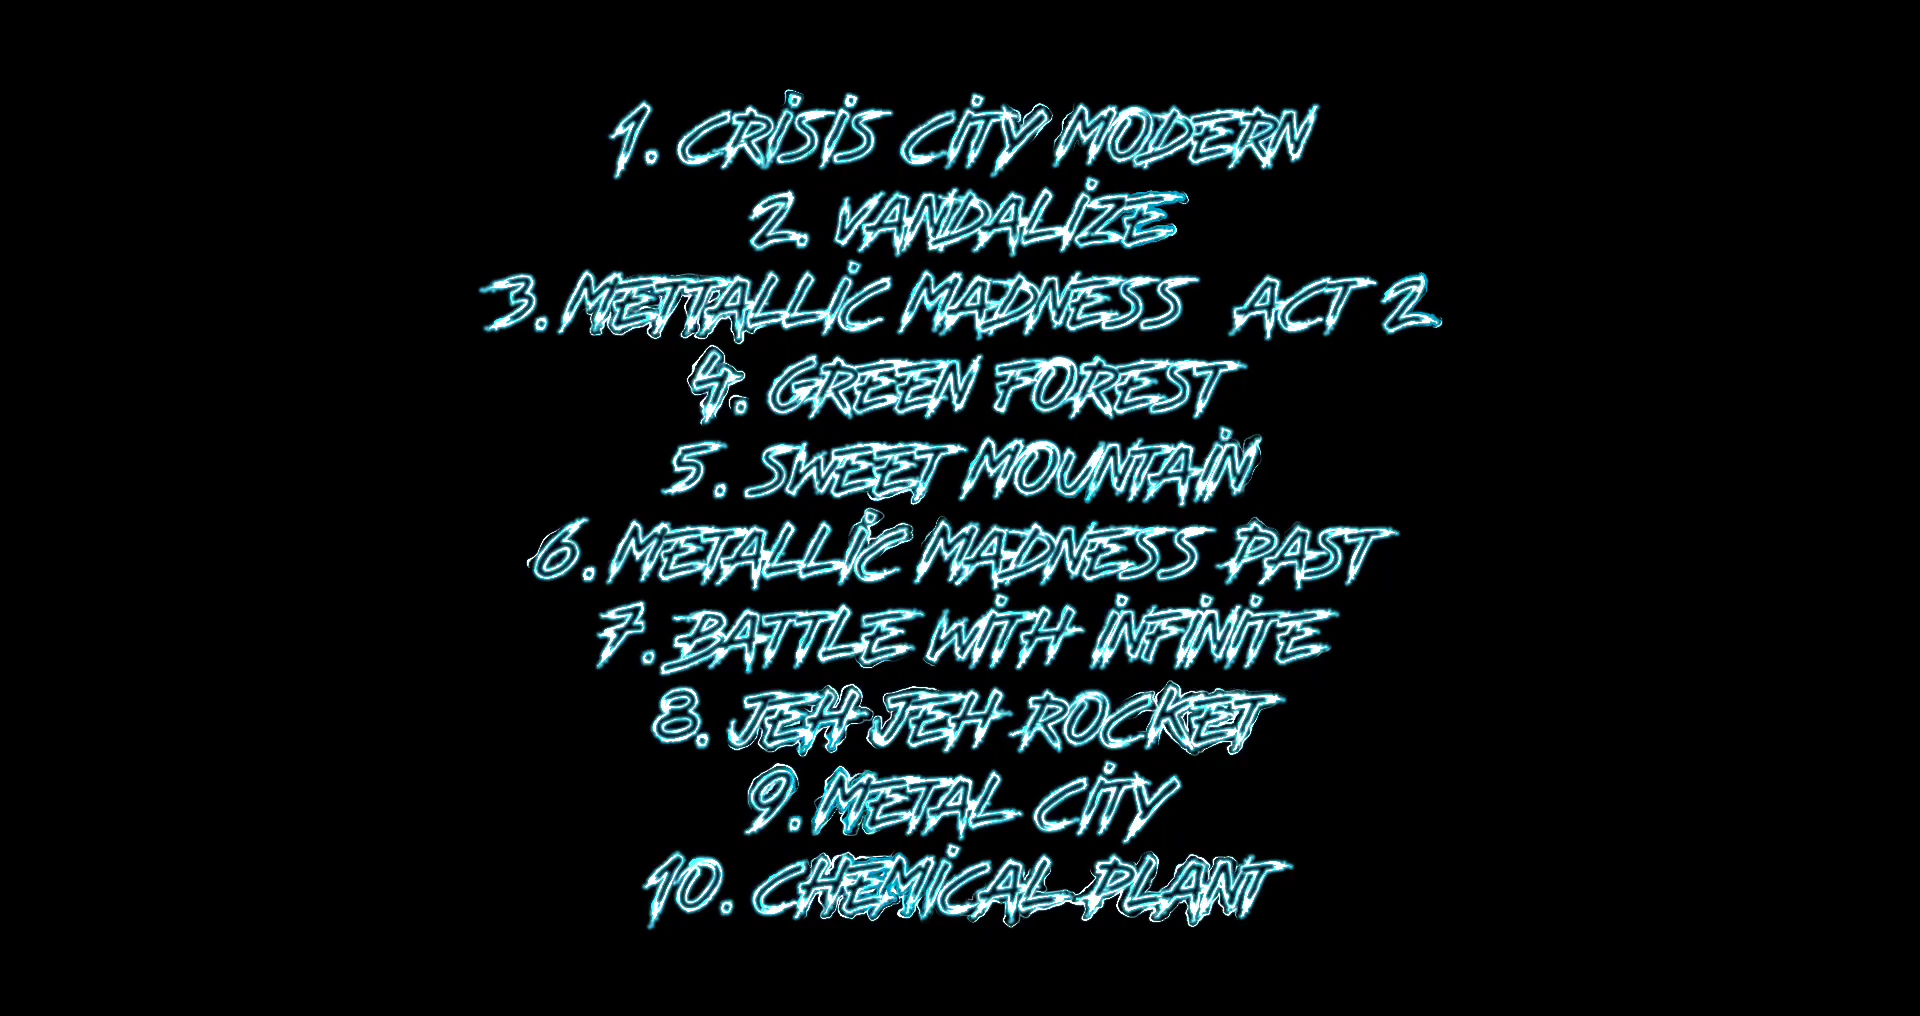 1. CRISIS CITY MODERN
2. VANDALIZE
3. METTALLIC MADNESS ACT 2
4. GREEN FOREST
5. SWEET MOUNTAIN
6. METALLIC MADNESS PAST
7. BATTLE WITH INFINITE
8. JEH JEH ROCKET
9. METAL CITY
10. CHEMICAL PLANT